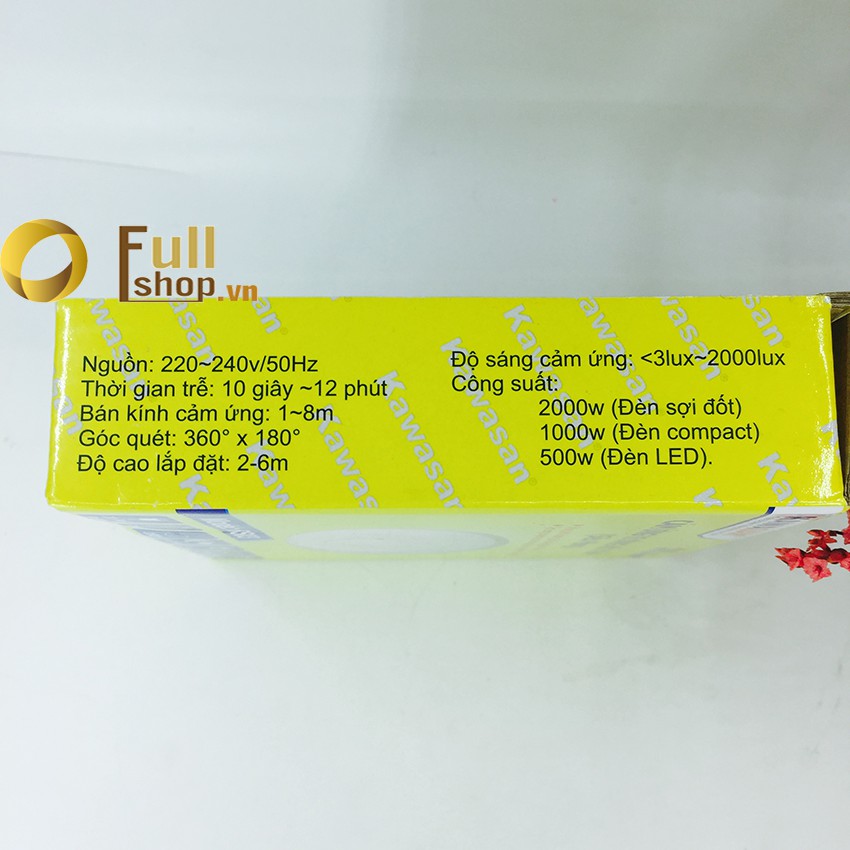 Full
shop.vn
Nguồn: 220~240v/50Hz
Thời gian trễ: 10 giây ~12 phút
Bán kính cảm ứng: 1~8m
Góc quét: 360° x 180°
Độ cao lắp đặt: 2-6m
Độ sáng cảm ứng: <3lux~2000lux
Công suất:
2000w (Đèn sợi đốt)
1000w (Đèn compact)
500w (Đèn LED).
Kawasan
Kawasan
Kawasan
Kawasan